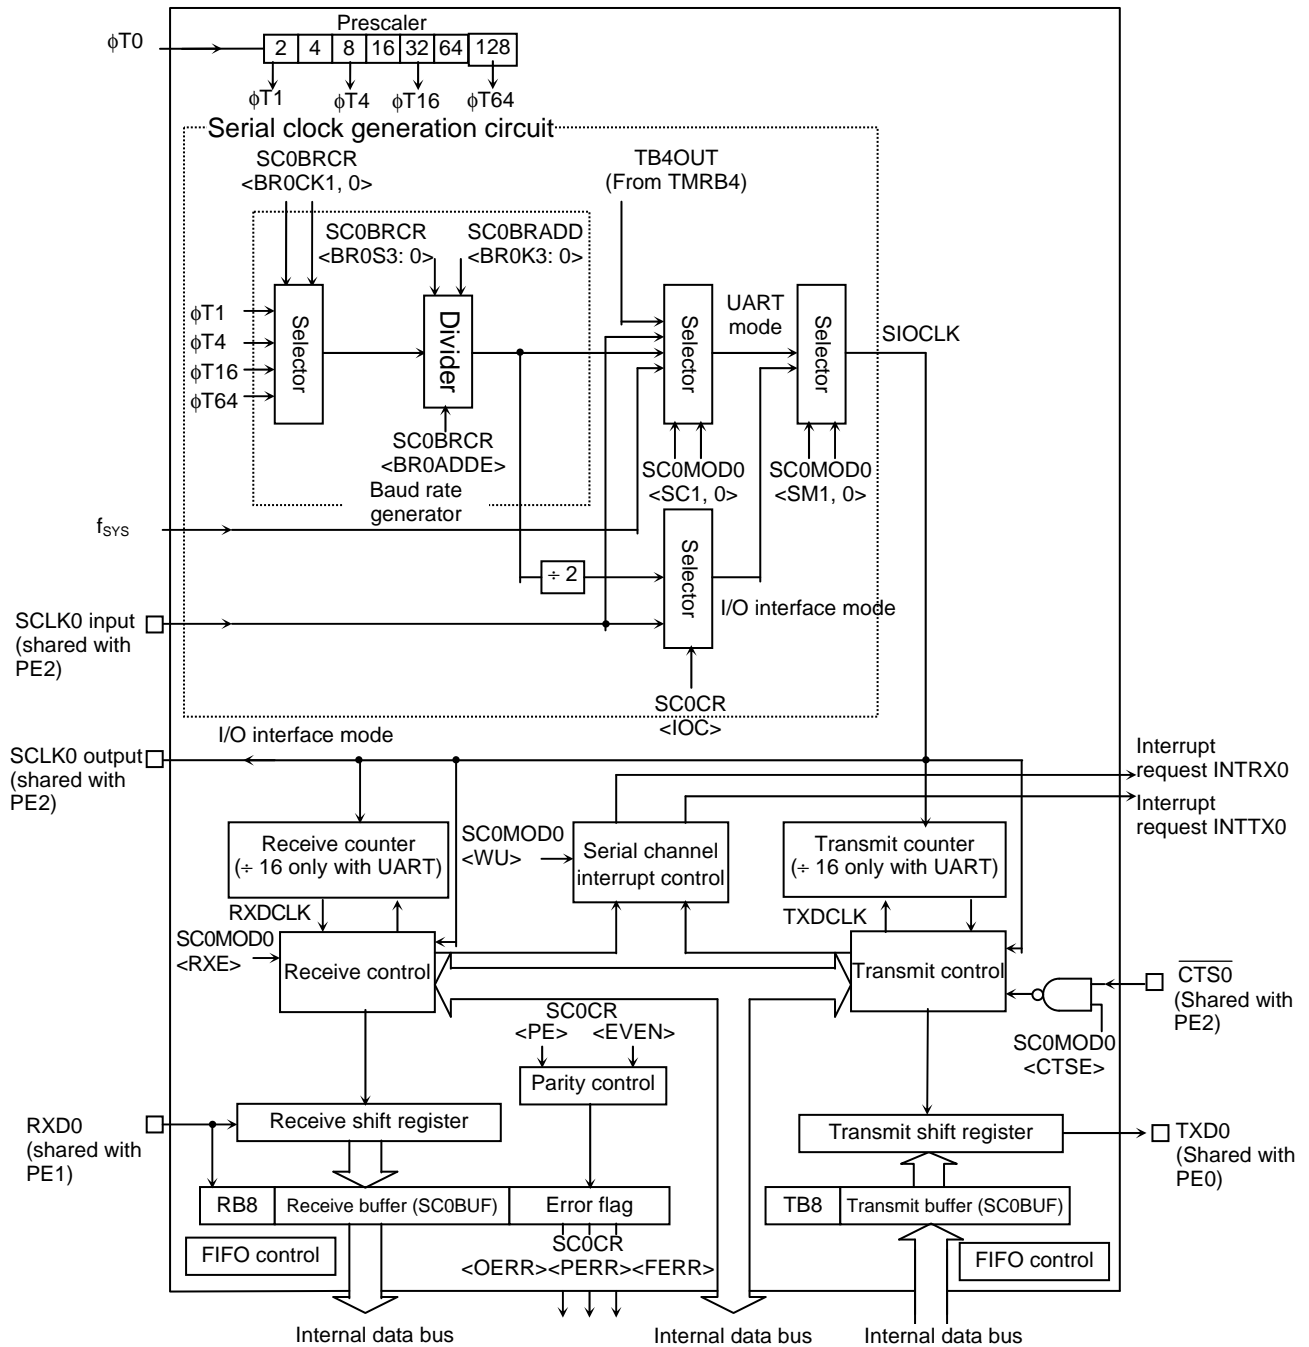 Prescaler
ϕT0
2 4 8 16 32 64 128
ϕT1 ϕT4 ϕT16 ϕT64
Serial clock generation circuit
SC0BRCR
<BR0CK1, 0>
TB4OUT
(From TMRB4)
SC0BRCR
<BR0S3: 0>
SC0BRADD
<BR0K3: 0>
ϕT1
ϕT4
ϕT16
ϕT64
Selector
Divider
Selector
UART
mode
Selector
SIOCLK
SC0BRCR
<BR0ADDE>
Baud rate
generator
SC0MOD0
<SC1, 0>
SC0MOD0
<SM1, 0>
fSYS
÷ 2
Selector
I/O interface mode
SCLK0 input
(shared with
PE2)
SC0CR
<IOC>
I/O interface mode
SCLK0 output
(shared with
PE2)
Interrupt
request INTRX0
Interrupt
request INTTX0
Receive counter
(÷ 16 only with UART)
SC0MOD0
<WU>
Serial channel
interrupt control
Transmit counter
(÷ 16 only with UART)
RXDCLK
TXDCLK
SC0MOD0
<RXE>
Receive control
Transmit control
CTS0
(Shared with
PE2)
SC0MOD0
<CTSE>
SC0CR
<PE>
<EVEN>
Parity control
RXD0
(shared with
PE1)
Receive shift register
Transmit shift register
TXD0
(Shared with
PE0)
RB8
Receive buffer (SC0BUF)
Error flag
TB8
Transmit buffer (SC0BUF)
FIFO control
SC0CR
<OERR><PERR><FERR>
FIFO control
Internal data bus
Internal data bus
Internal data bus